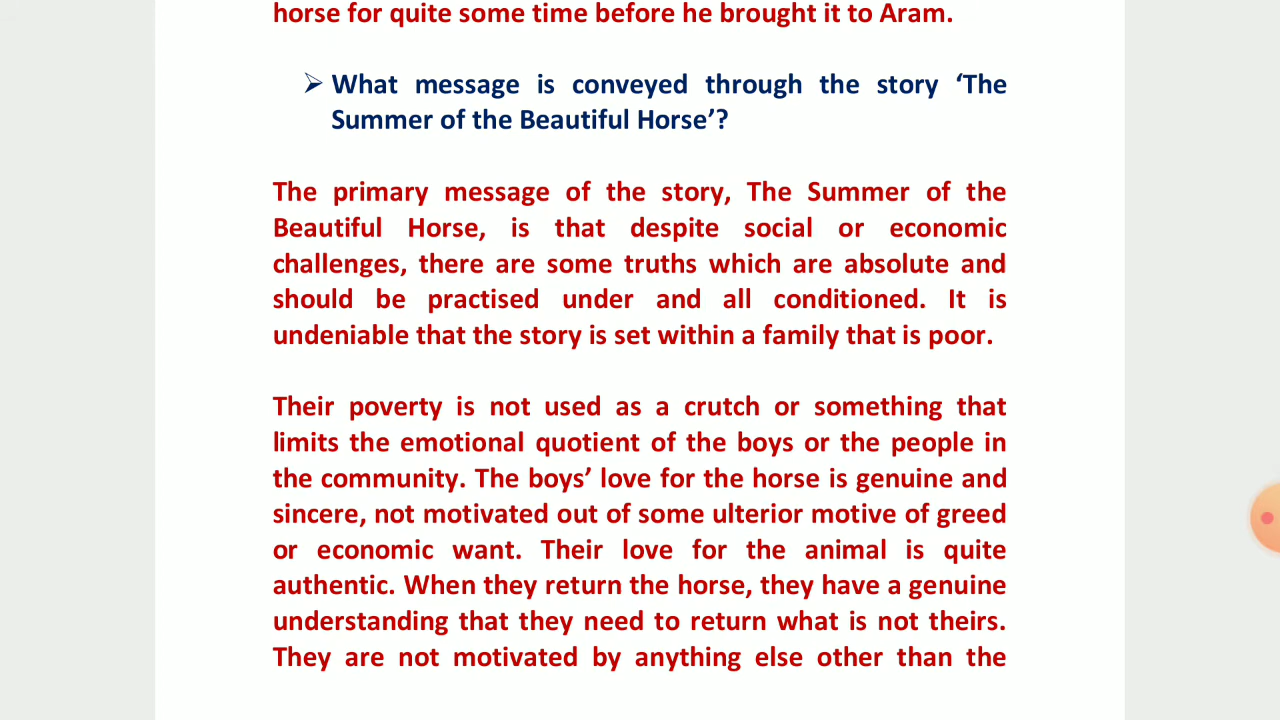 horse for quite some time before he brought it to Aram.
➢ What message is conveyed through the story ‘The
Summer of the Beautiful Horse’?
The primary message of the story, The Summer of the
Beautiful Horse, is that despite social or economic
challenges, there are some truths which are absolute and
should be practised under and all conditioned. It is
undeniable that the story is set within a family that is poor.
Their poverty is not used as a crutch or something that
limits the emotional quotient of the boys or the people in
the community. The boys’ love for the horse is genuine and
sincere, not motivated out of some ulterior motive of greed
or economic want. Their love for the animal is quite
authentic. When they return the horse, they have a genuine
understanding that they need to return what is not theirs.
They are not motivated by anything else other than the